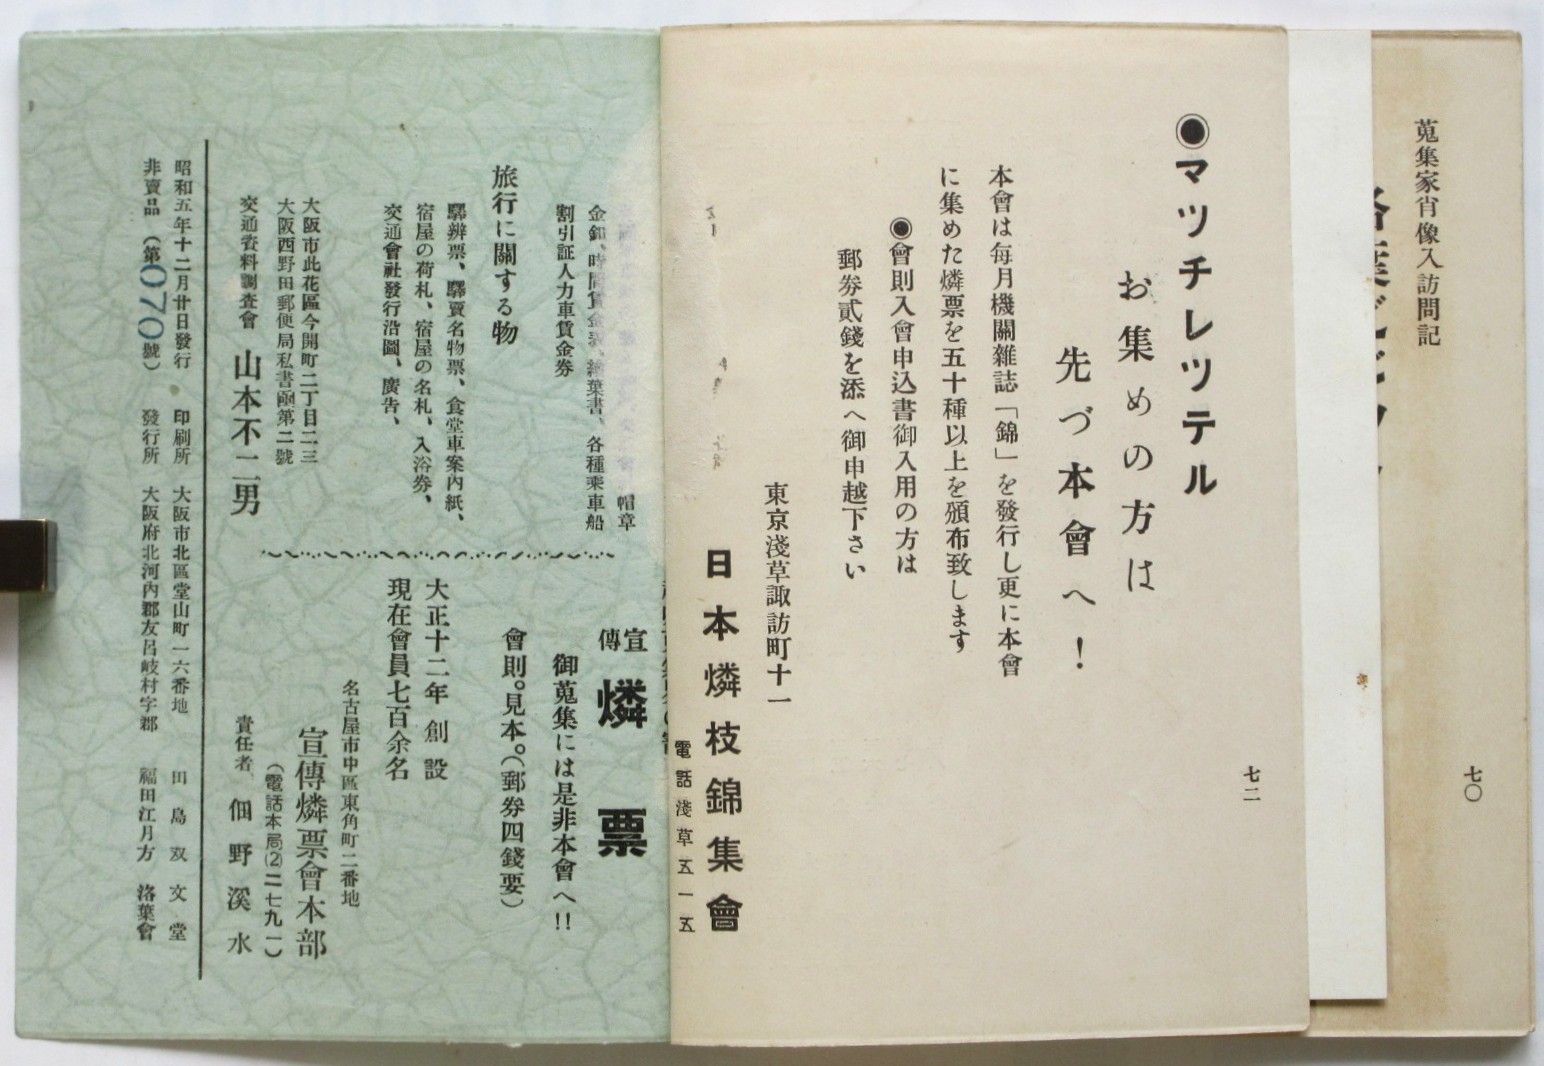 蒐集家肖像入訪問記
七〇
◉マツチレツテル
お集めの方は
先づ本會へ!
本會は每月機關雜誌「錦」を發行し更に本會
に集めた燐票を五十種以上を頒布致します
◉會則入會申込書御入用の方は
郵券貳錢を添へ御申越下さい
東京淺草諏訪町十一
日本燐枝錦集會
電話淺草五一五
七二
帽章
金釦、時間賃金表、繪葉書、各種乘車船
割引証人力車賃金券
旅行に關する物
驛辨票、驛賣名物票、食堂車案內紙、
宿屋の荷札、宿屋の名札、入浴券、
交通會社發行沿圖、廣告、
大阪市此花區今開町二丁目二三
大阪西野田郵便局私書凾第二號
交通資料調査會 山本不二男
宣傳
燐票
御蒐集には是非本會へ!!
會則。見本。(郵券四錢要)
大正十二年 創設
現在會員七百余名
名古屋市中區東角町二番地
宣傳燐票會本部
(電話本局(2)二七九一)
責任者 佃野溪水
昭和五年十二月廿日發行 印刷所 大阪市北區堂山町一六番地 田島双文堂
非賣品 (第070號) 發行所 大阪府北河內郡友呂岐村字郡 福田江月方 洛葉會